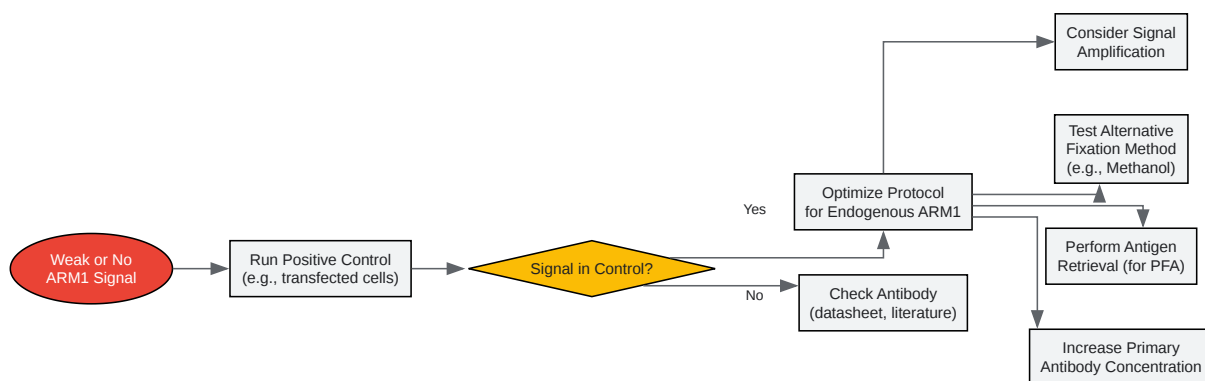 Weak or No
ARM1 Signal
Run Positive Control
(e.g., transfected cells)
Signal in Control?
Yes
No
Optimize Protocol
for Endogenous ARM1
Check Antibody
(datasheet, literature)
Consider Signal
Amplification
Test Alternative
Fixation Method
(e.g., Methanol)
Perform Antigen
Retrieval (for PFA)
Increase Primary
Antibody Concentration